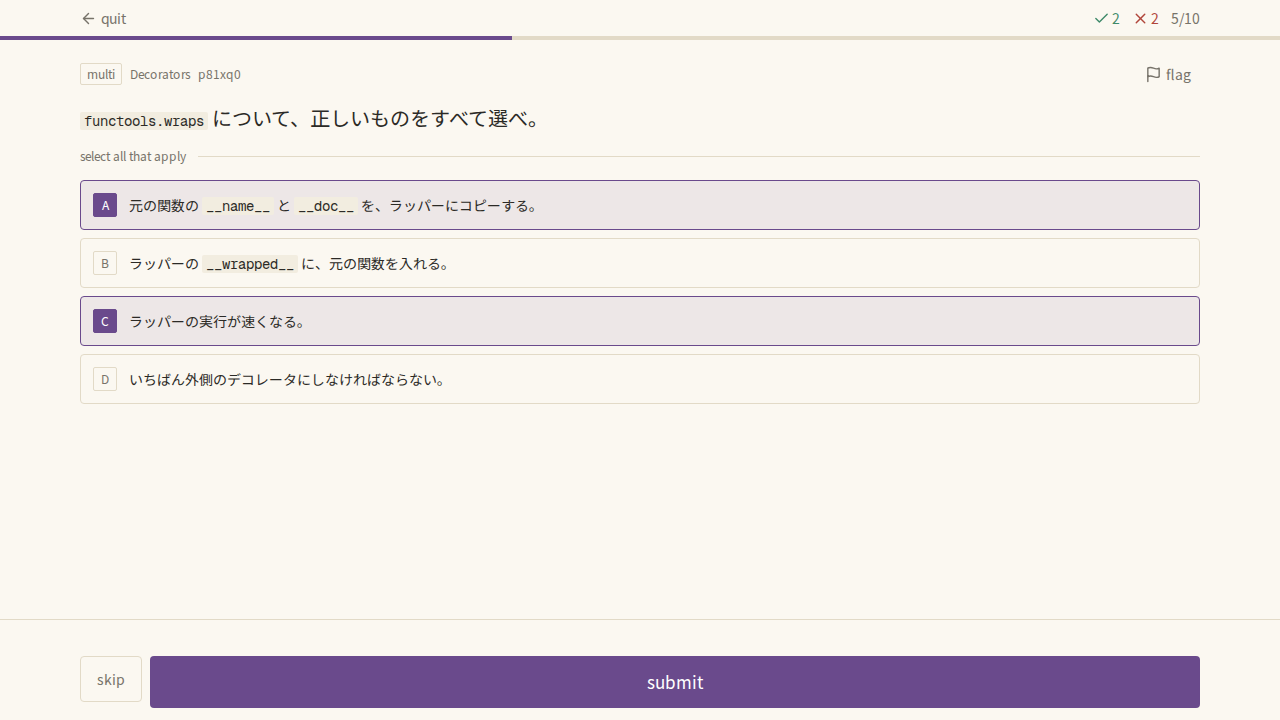 quit
2 2 5/10
multi Decorators p81xq0
flag
functools.wraps について、正しいものをすべて選べ。
select all that apply
A 元の関数の __name__ と __doc__ を、ラッパーにコピーする。
B ラッパーの __wrapped__ に、元の関数を入れる。
C ラッパーの実行が速くなる。
D いちばん外側のデコレータにしなければならない。
skip
submit